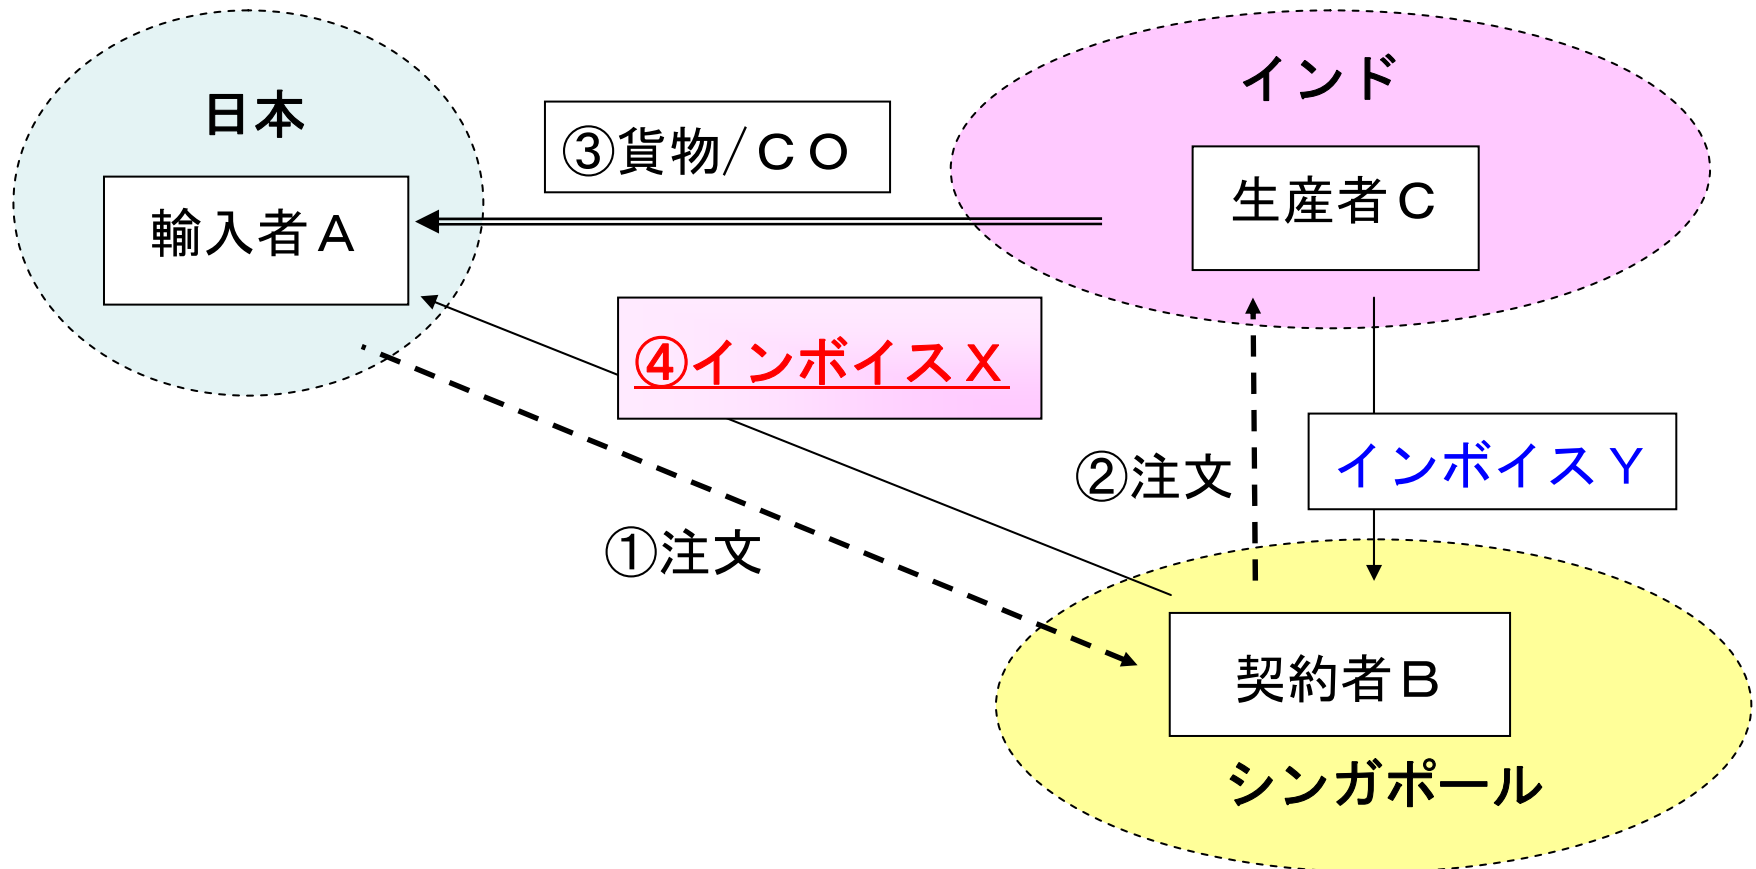 日本
インド
③貨物/ＣＯ
生産者Ｃ
輸入者Ａ
④インボイスＸ
インボイスＹ
②注文
①注文
契約者Ｂ
シンガポール